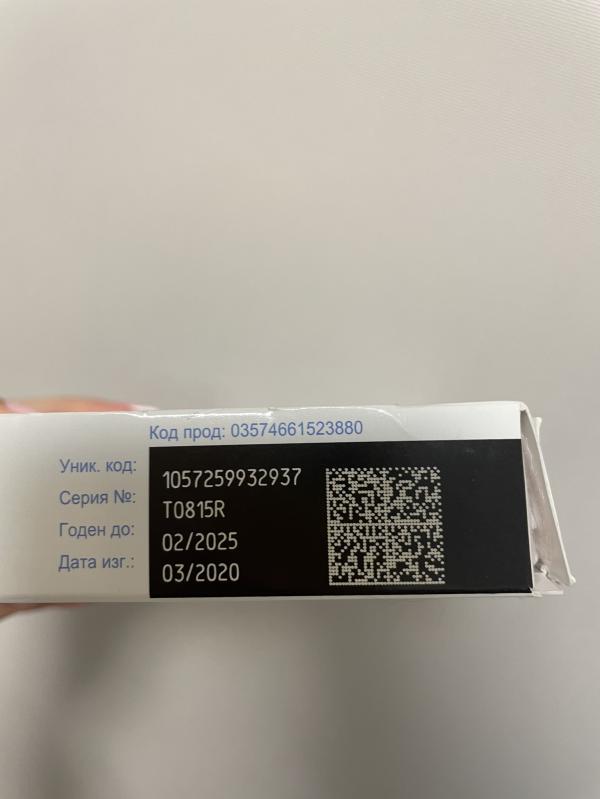 Код прод: 03574661523880
Уник. код: 1057259932937
Серия №: T0815R
Годен до: 02/2025
Дата изг.: 03/2020